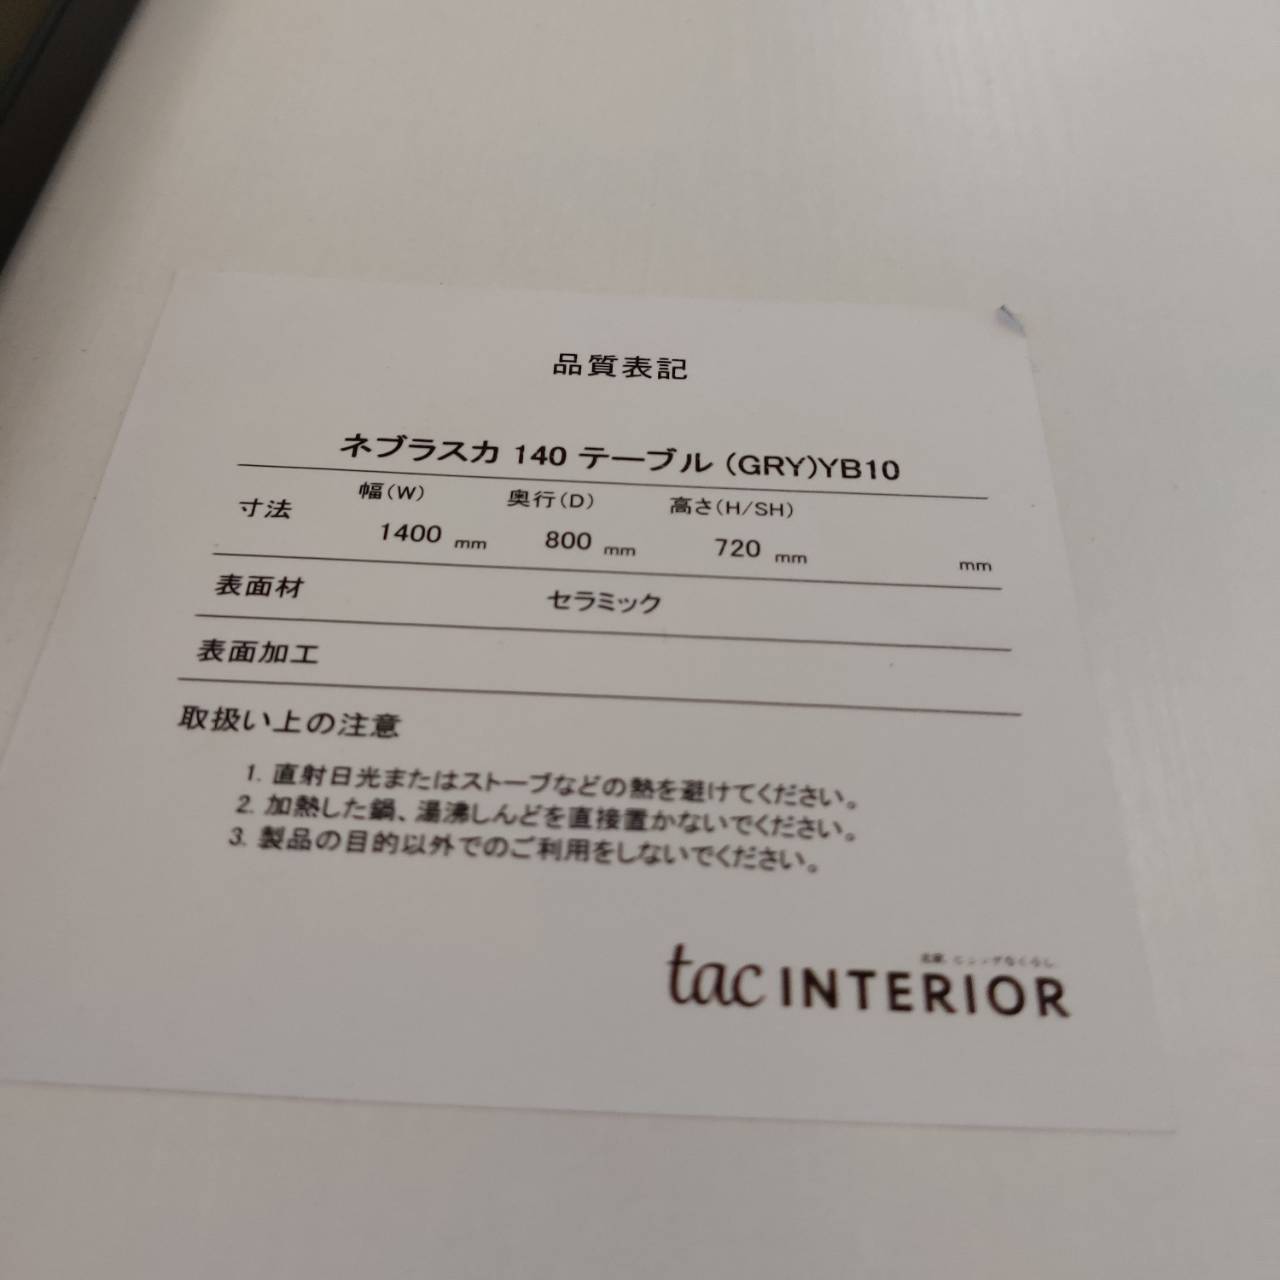 品質表記
ネブラスカ 140 テーブル (GRY)YB10
寸法 幅(W) 奥行(D) 高さ(H/SH)
1400 mm 800 mm 720 mm mm
表面材 セラミック
表面加工
取扱い上の注意
1. 直射日光またはストーブなどの熱を避けてください。
2. 加熱した鍋、湯沸しんどを直接置かないでください。
3. 製品の目的以外でのご利用をしないでください。
tac INTERIOR